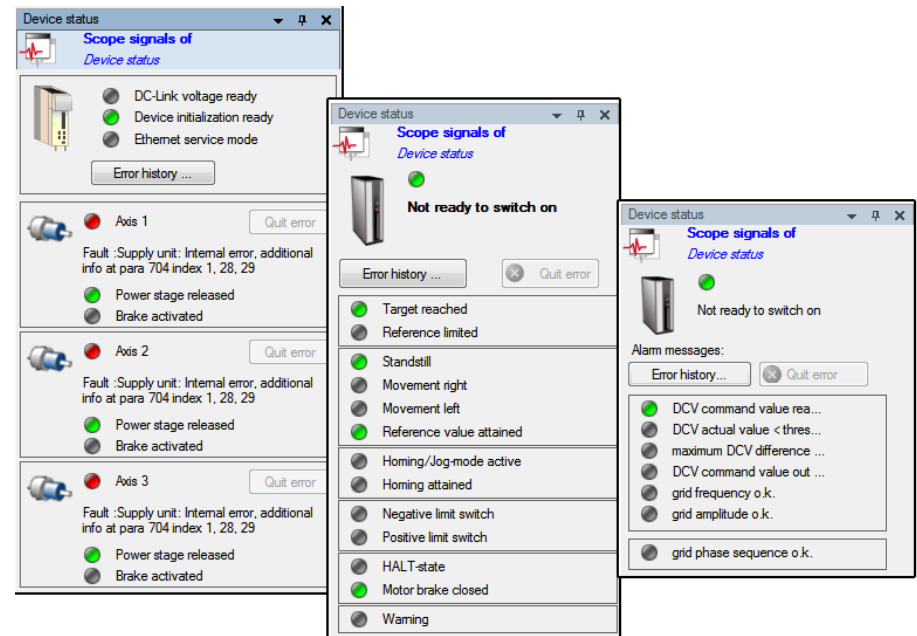 Device status
Scope signals of
Device status
DC-Link voltage ready
Device initialization ready
Ethernet service mode
Error history ...
Axis 1
Quit error
Fault :Supply unit: Internal error, additional
info at para 704 index 1, 28, 29
Power stage released
Brake activated
Axis 2
Quit error
Fault :Supply unit: Internal error, additional
info at para 704 index 1, 28, 29
Power stage released
Brake activated
Axis 3
Quit error
Fault :Supply unit: Internal error, additional
info at para 704 index 1, 28, 29
Power stage released
Brake activated
Device status
Scope signals of
Device status
Not ready to switch on
Error history ...
Quit error
Target reached
Reference limited
Standstill
Movement right
Movement left
Reference value attained
Homing/Jog-mode active
Homing attained
Negative limit switch
Positive limit switch
HALT-state
Motor brake closed
Warning
Device status
Scope signals of
Device status
Not ready to switch on
Alarm messages:
Error history...
Quit error
DCV command value rea...
DCV actual value < thres...
maximum DCV difference ...
DCV command value out ...
grid frequency o.k.
grid amplitude o.k.
grid phase sequence o.k.